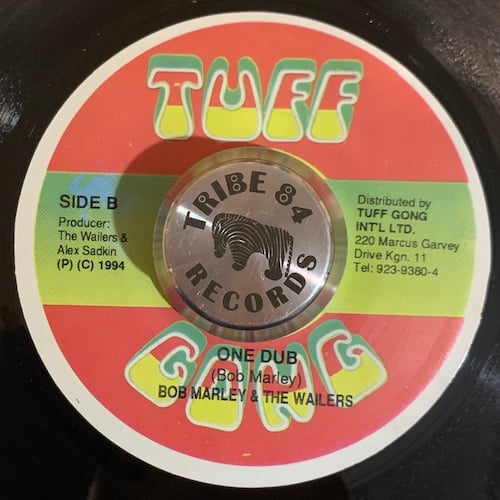 TUFF
TRIBE 84
RECORDS
SIDE B
Producer:
The Wailers &
Alex Sadkin
(P) (C) 1994
Distributed by
TUFF GONG
INT'L LTD.
220 Marcus Garvey
Drive Kgn. 11
Tel: 923-9380-4
ONE DUB
(Bob Marley)
BOB MARLEY & THE WAILERS
GONG